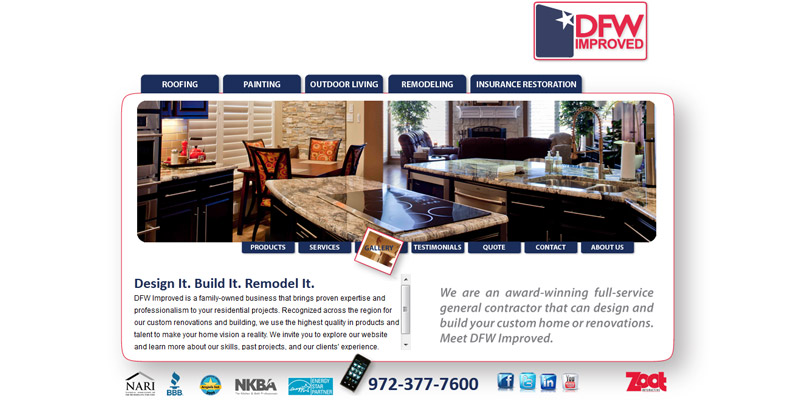 DFW
IMPROVED
ROOFING PAINTING OUTDOOR LIVING REMODELING INSURANCE RESTORATION
PRODUCTS SERVICES GALLERY TESTIMONIALS QUOTE CONTACT ABOUT US
Design It. Build It. Remodel It.
DFW Improved is a family-owned business that brings proven expertise and
professionalism to your residential projects. Recognized across the region for
our custom renovations and building, we use the highest quality in products and
talent to make your home vision a reality. We invite you to explore our website
and learn more about our skills, past projects, and our clients' experience.
We are an award-winning full-service
general contractor that can design and
build your custom home or renovations.
Meet DFW Improved.
NARI
BBB
NKBA
ENERGY
STAR
PARTNER
972-377-7600
You
Tube
Zoot